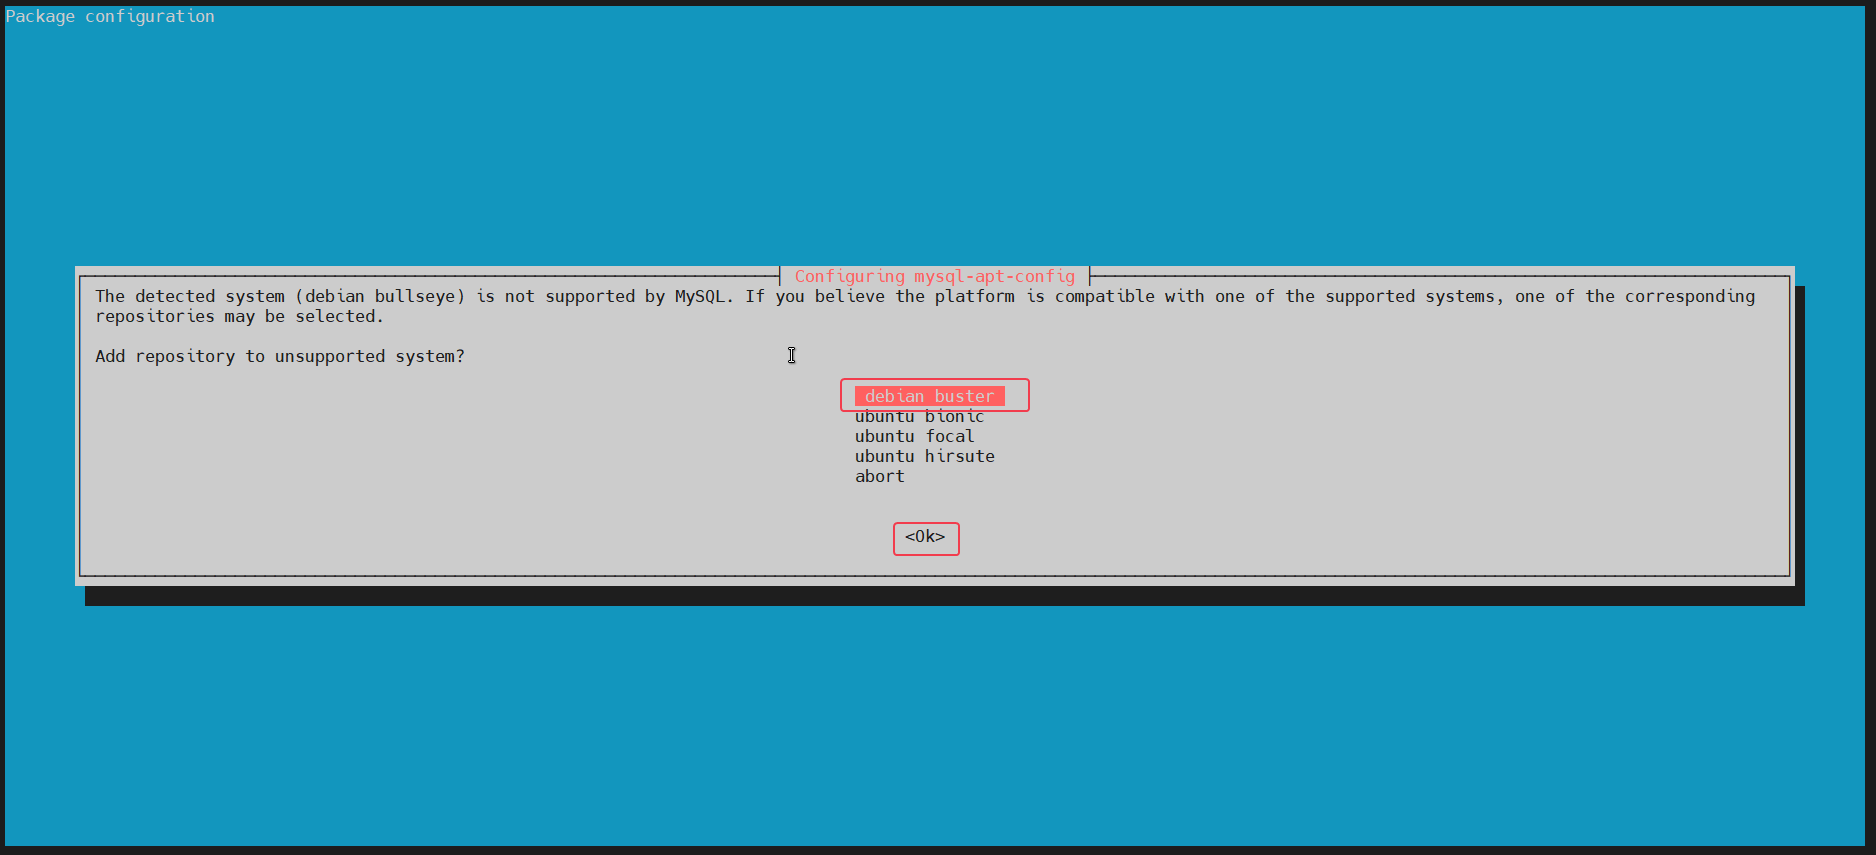 Package configuration
Configuring mysql-apt-config
The detected system (debian bullseye) is not supported by MySQL. If you believe the platform is compatible with one of the supported systems, one of the corresponding
repositories may be selected.
Add repository to unsupported system?
debian buster
ubuntu bionic
ubuntu focal
ubuntu hirsute
abort
<Ok>